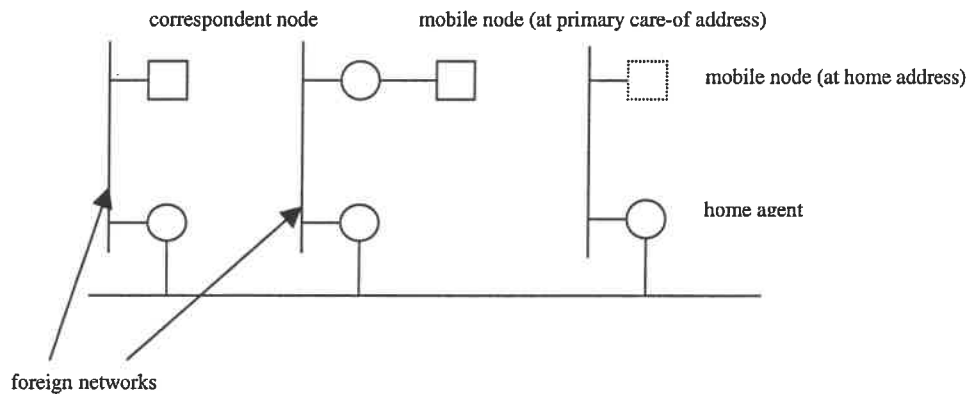 correspondent node
mobile node (at primary care-of address)
mobile node (at home address)
home agent
foreign networks